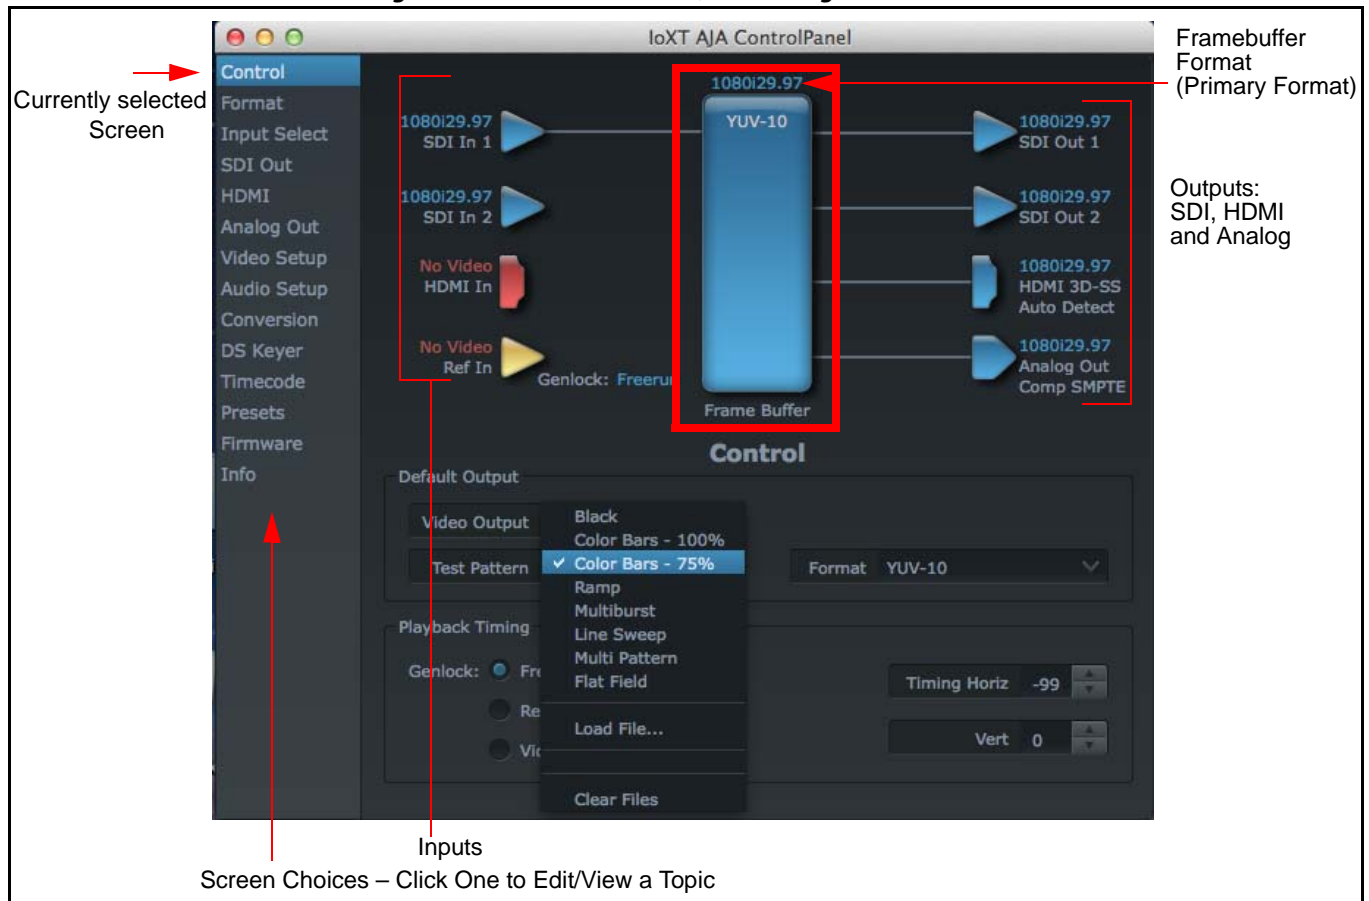 IoXT AJA ControlPanel
Framebuffer
Format
(Primary Format)
Currently selected
Screen
Control
Format
Input Select
SDI Out
HDMI
Analog Out
Video Setup
Audio Setup
Conversion
DS Keyer
Timecode
Presets
Firmware
Info
1080i29.97
SDI In 1
1080i29.97
SDI In 2
No Video
HDMI In
No Video
Ref In
Genlock: Freeru
1080i29.97
YUV-10
Frame Buffer
1080i29.97
SDI Out 1
1080i29.97
SDI Out 2
1080i29.97
HDMI 3D-SS
Auto Detect
1080i29.97
Analog Out
Comp SMPTE
Outputs:
SDI, HDMI
and Analog
Control
Default Output
Video Output
Test Pattern
Black
Color Bars - 100%
Color Bars - 75%
Ramp
Multiburst
Line Sweep
Multi Pattern
Flat Field
Load File...
Clear Files
Format YUV-10
Playback Timing
Genlock: Fre
Re
Vid
Timing Horiz -99
Vert 0
Inputs
Screen Choices – Click One to Edit/View a Topic